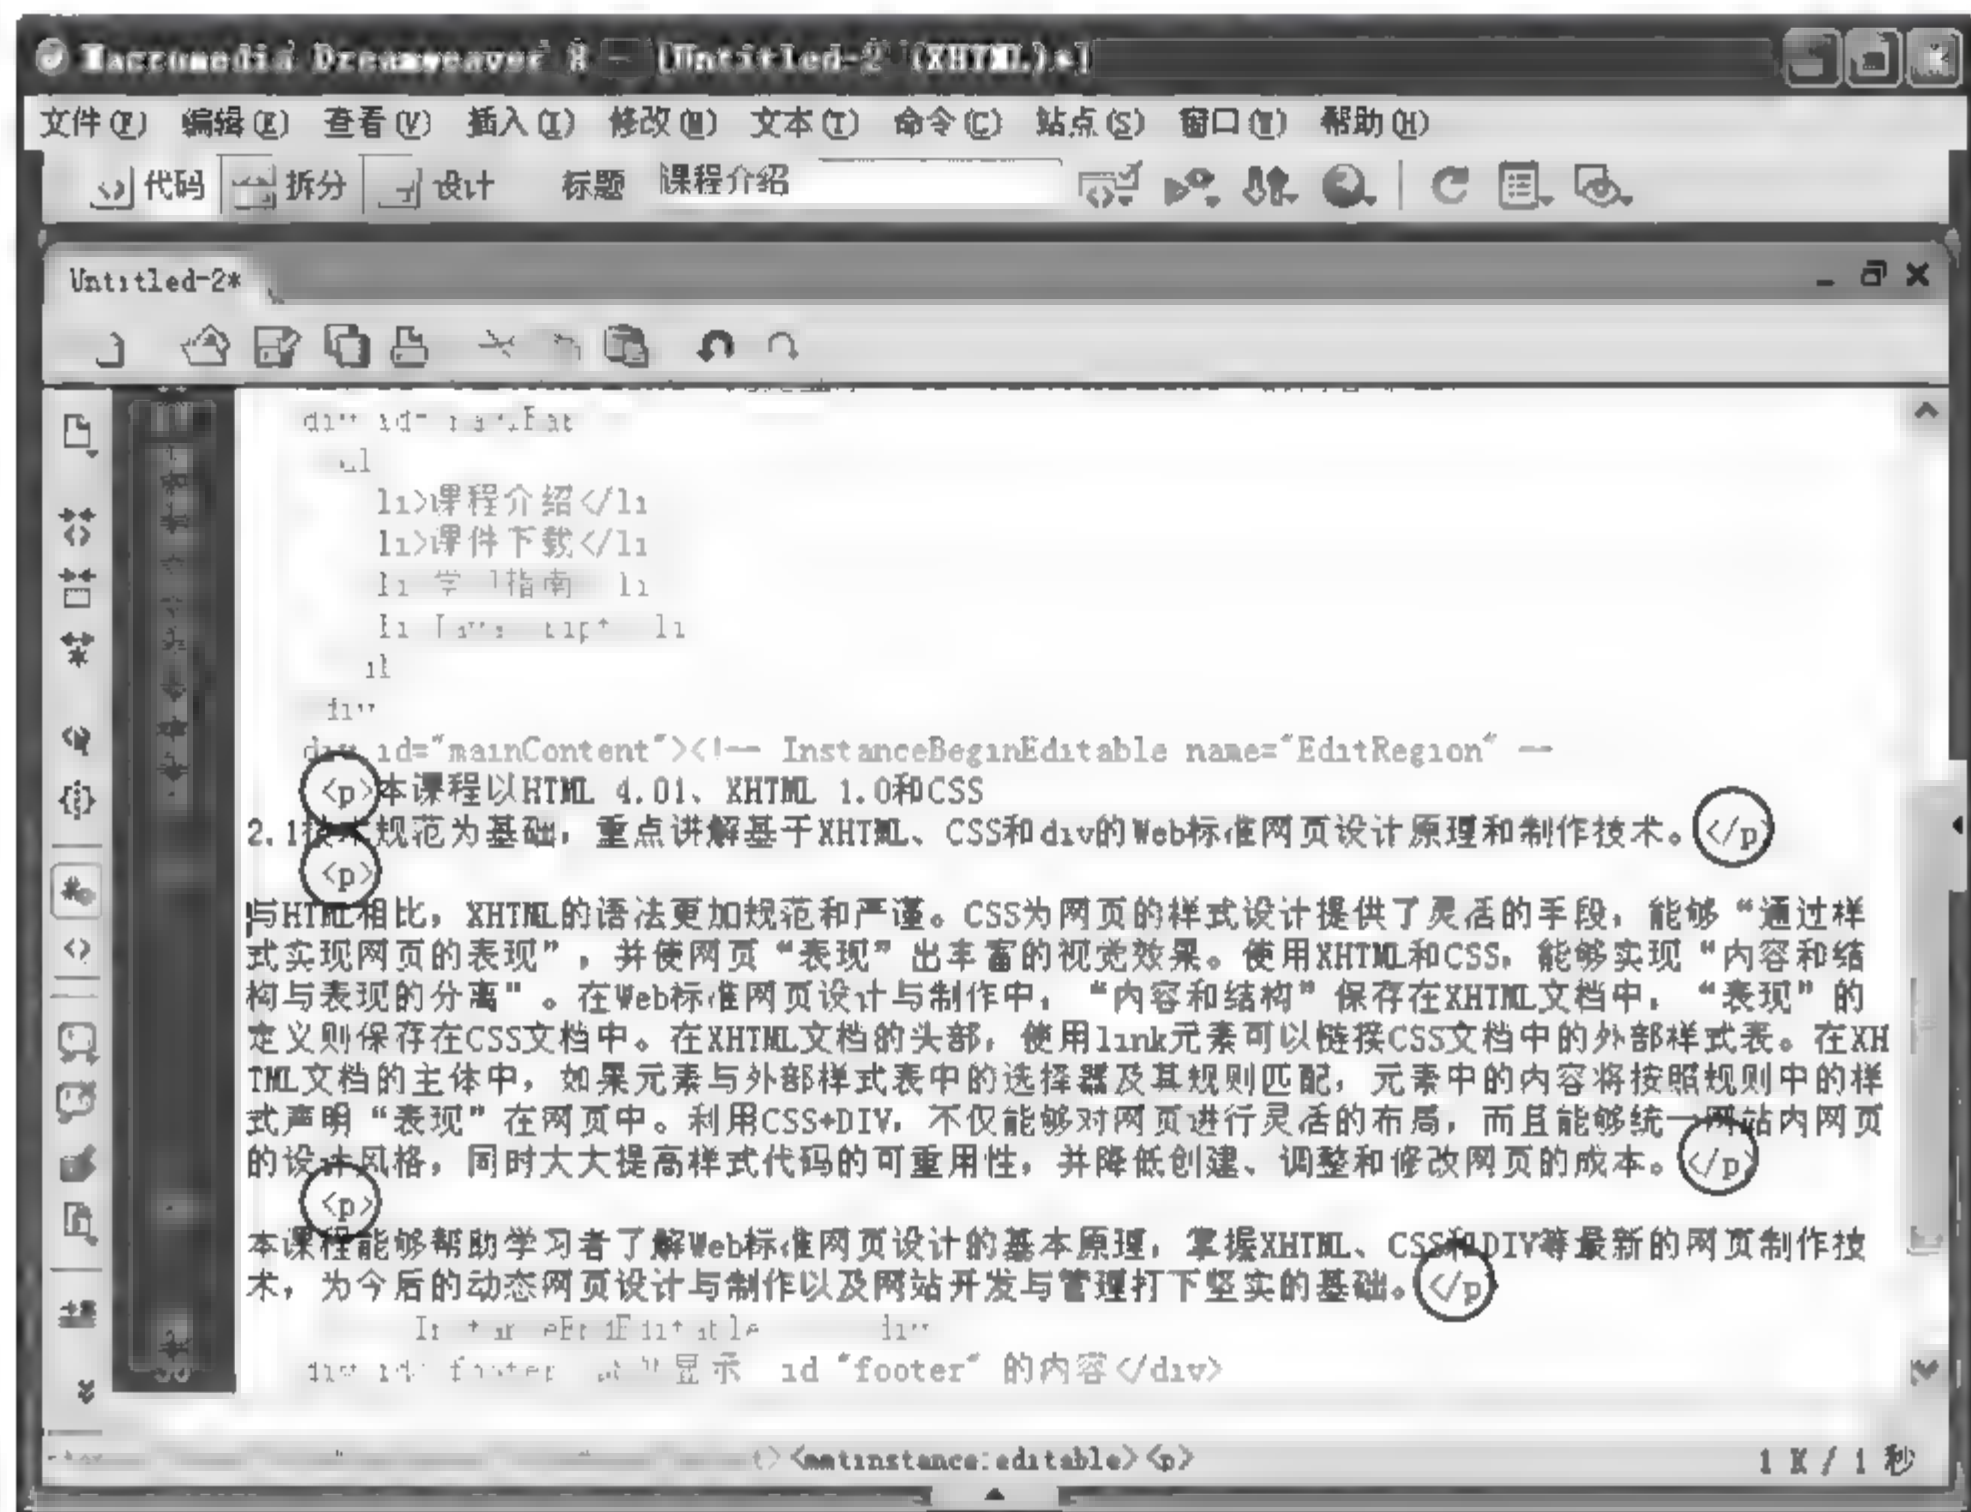 Macromedia Dreamweaver 8 - [Untitled-2 (XHTML)*]
文件(F) 编辑(E) 查看(V) 插入(I) 修改(M) 文本(T) 命令(C) 站点(S) 窗口(W) 帮助(H)
代码 拆分 设计 标题 课程介绍
Untitled-2*
li>课程介绍</li
li>课件下载</li
li 学习指南 li
li li
div
div id="mainContent"><!-- InstanceBeginEditable name="EditRegion" --
<p>本课程以HTML 4.01、XHTML 1.0和CSS
2.1技术规范为基础，重点讲解基于XHTML、CSS和div的Web标准网页设计原理和制作技术。</p>
<p>
与HTML相比，XHTML的语法更加规范和严谨。CSS为网页的样式设计提供了灵活的手段，能够“通过样
式实现网页的表现”，并使网页“表现”出丰富的视觉效果。使用XHTML和CSS，能够实现“内容和结
构与表现的分离”。在Web标准网页设计与制作中，“内容和结构”保存在XHTML文档中，“表现”的
定义则保存在CSS文档中。在XHTML文档的头部，使用link元素可以链接CSS文档中的外部样式表。在XH
TML文档的主体中，如果元素与外部样式表中的选择器及其规则匹配，元素中的内容将按照规则中的样
式声明“表现”在网页中。利用CSS+DIV，不仅能够对网页进行灵活的布局，而且能够统一网站内网页
的设计风格，同时大大提高样式代码的可重用性，并降低创建、调整和修改网页的成本。</p>
<p>
本课程能够帮助学习者了解Web标准网页设计的基本原理，掌握XHTML、CSS和DIV等最新的网页制作技
术，为今后的动态网页设计与制作以及网站开发与管理打下坚实的基础。</p>
div id footer 显示 id "footer" 的内容</div>
<mmtinstance:editable><p>
1 K / 1 秒